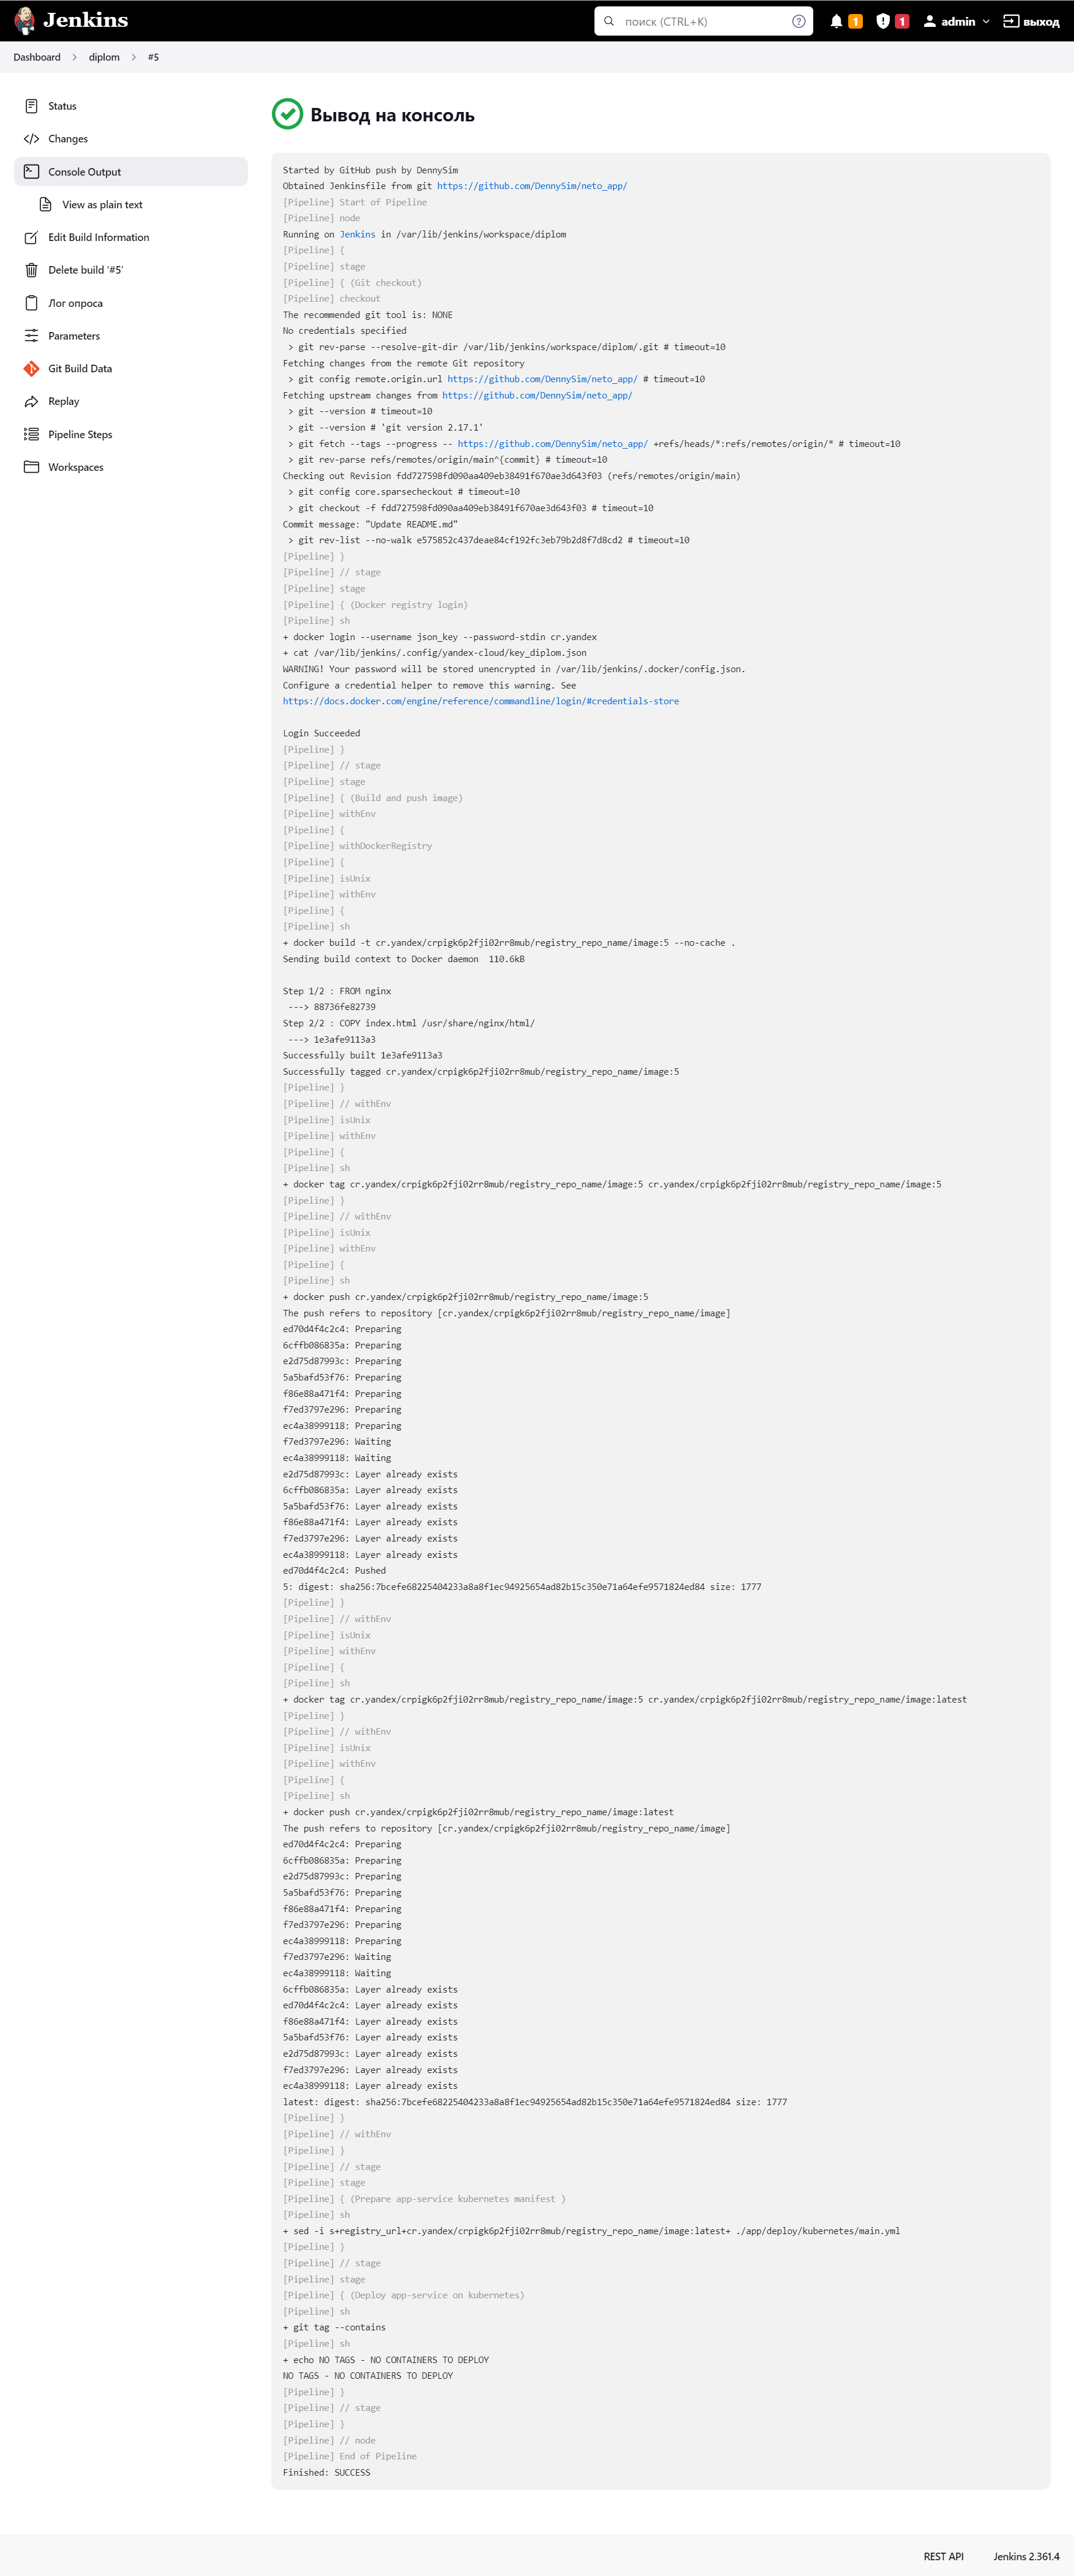 Jenkins
поиск (CTRL+K)
1
1
admin
выход
Dashboard
diplom
#5
Status
Changes
Console Output
View as plain text
Edit Build Information
Delete build '#5'
Лог опроса
Parameters
Git Build Data
Replay
Pipeline Steps
Workspaces
Вывод на консоль
Started by GitHub push by DennySim
Obtained Jenkinsfile from git https://github.com/DennySim/neto_app/
[Pipeline] Start of Pipeline
[Pipeline] node
Running on Jenkins in /var/lib/jenkins/workspace/diplom
[Pipeline] {
[Pipeline] stage
[Pipeline] { (Git checkout)
[Pipeline] checkout
The recommended git tool is: NONE
No credentials specified
 > git rev-parse --resolve-git-dir /var/lib/jenkins/workspace/diplom/.git # timeout=10
Fetching changes from the remote Git repository
 > git config remote.origin.url https://github.com/DennySim/neto_app/ # timeout=10
Fetching upstream changes from https://github.com/DennySim/neto_app/
 > git --version # timeout=10
 > git --version # 'git version 2.17.1'
 > git fetch --tags --progress -- https://github.com/DennySim/neto_app/ +refs/heads/*:refs/remotes/origin/* # timeout=10
 > git rev-parse refs/remotes/origin/main^{commit} # timeout=10
Checking out Revision fdd727598fd090aa409eb38491f670ae3d643f03 (refs/remotes/origin/main)
 > git config core.sparsecheckout # timeout=10
 > git checkout -f fdd727598fd090aa409eb38491f670ae3d643f03 # timeout=10
Commit message: "Update README.md"
 > git rev-list --no-walk e575852c437deae84cf192fc3eb79b2d8f7d8cd2 # timeout=10
[Pipeline] }
[Pipeline] // stage
[Pipeline] stage
[Pipeline] { (Docker registry login)
[Pipeline] sh
+ docker login --username json_key --password-stdin cr.yandex
+ cat /var/lib/jenkins/.config/yandex-cloud/key_diplom.json
WARNING! Your password will be stored unencrypted in /var/lib/jenkins/.docker/config.json.
Configure a credential helper to remove this warning. See
https://docs.docker.com/engine/reference/commandline/login/#credentials-store
Login Succeeded
[Pipeline] }
[Pipeline] // stage
[Pipeline] stage
[Pipeline] { (Build and push image)
[Pipeline] withEnv
[Pipeline] {
[Pipeline] withDockerRegistry
[Pipeline] {
[Pipeline] isUnix
[Pipeline] withEnv
[Pipeline] {
[Pipeline] sh
+ docker build -t cr.yandex/crpigk6p2fji02rr8mub/registry_repo_name/image:5 --no-cache .
Sending build context to Docker daemon  110.6kB
Step 1/2 : FROM nginx
 ---> 88736fe82739
Step 2/2 : COPY index.html /usr/share/nginx/html/
 ---> 1e3afe9113a3
Successfully built 1e3afe9113a3
Successfully tagged cr.yandex/crpigk6p2fji02rr8mub/registry_repo_name/image:5
[Pipeline] }
[Pipeline] // withEnv
[Pipeline] isUnix
[Pipeline] withEnv
[Pipeline] {
[Pipeline] sh
+ docker tag cr.yandex/crpigk6p2fji02rr8mub/registry_repo_name/image:5 cr.yandex/crpigk6p2fji02rr8mub/registry_repo_name/image:5
[Pipeline] }
[Pipeline] // withEnv
[Pipeline] isUnix
[Pipeline] withEnv
[Pipeline] {
[Pipeline] sh
+ docker push cr.yandex/crpigk6p2fji02rr8mub/registry_repo_name/image:5
The push refers to repository [cr.yandex/crpigk6p2fji02rr8mub/registry_repo_name/image]
ed70d4f4c2c4: Preparing
6cffb086835a: Preparing
e2d75d87993c: Preparing
5a5bafd53f76: Preparing
f86e88a471f4: Preparing
f7ed3797e296: Preparing
ec4a38999118: Preparing
f7ed3797e296: Waiting
ec4a38999118: Waiting
e2d75d87993c: Layer already exists
6cffb086835a: Layer already exists
5a5bafd53f76: Layer already exists
f86e88a471f4: Layer already exists
f7ed3797e296: Layer already exists
ec4a38999118: Layer already exists
ed70d4f4c2c4: Pushed
5: digest: sha256:7bcefe68225404233a8a8f1ec94925654ad82b15c350e71a64efe9571824ed84 size: 1777
[Pipeline] }
[Pipeline] // withEnv
[Pipeline] isUnix
[Pipeline] withEnv
[Pipeline] {
[Pipeline] sh
+ docker tag cr.yandex/crpigk6p2fji02rr8mub/registry_repo_name/image:5 cr.yandex/crpigk6p2fji02rr8mub/registry_repo_name/image:latest
[Pipeline] }
[Pipeline] // withEnv
[Pipeline] isUnix
[Pipeline] withEnv
[Pipeline] {
[Pipeline] sh
+ docker push cr.yandex/crpigk6p2fji02rr8mub/registry_repo_name/image:latest
The push refers to repository [cr.yandex/crpigk6p2fji02rr8mub/registry_repo_name/image]
ed70d4f4c2c4: Preparing
6cffb086835a: Preparing
e2d75d87993c: Preparing
5a5bafd53f76: Preparing
f86e88a471f4: Preparing
f7ed3797e296: Preparing
ec4a38999118: Preparing
f7ed3797e296: Waiting
ec4a38999118: Waiting
6cffb086835a: Layer already exists
ed70d4f4c2c4: Layer already exists
f86e88a471f4: Layer already exists
5a5bafd53f76: Layer already exists
e2d75d87993c: Layer already exists
f7ed3797e296: Layer already exists
ec4a38999118: Layer already exists
latest: digest: sha256:7bcefe68225404233a8a8f1ec94925654ad82b15c350e71a64efe9571824ed84 size: 1777
[Pipeline] }
[Pipeline] // withEnv
[Pipeline] }
[Pipeline] // stage
[Pipeline] stage
[Pipeline] { (Prepare app-service kubernetes manifest )
[Pipeline] sh
+ sed -i s+registry_url+cr.yandex/crpigk6p2fji02rr8mub/registry_repo_name/image:latest+ ./app/deploy/kubernetes/main.yml
[Pipeline] }
[Pipeline] // stage
[Pipeline] stage
[Pipeline] { (Deploy app-service on kubernetes)
[Pipeline] sh
+ git tag --contains
[Pipeline] sh
+ echo NO TAGS - NO CONTAINERS TO DEPLOY
NO TAGS - NO CONTAINERS TO DEPLOY
[Pipeline] }
[Pipeline] // stage
[Pipeline] }
[Pipeline] // node
[Pipeline] End of Pipeline
Finished: SUCCESS
REST API
Jenkins 2.361.4